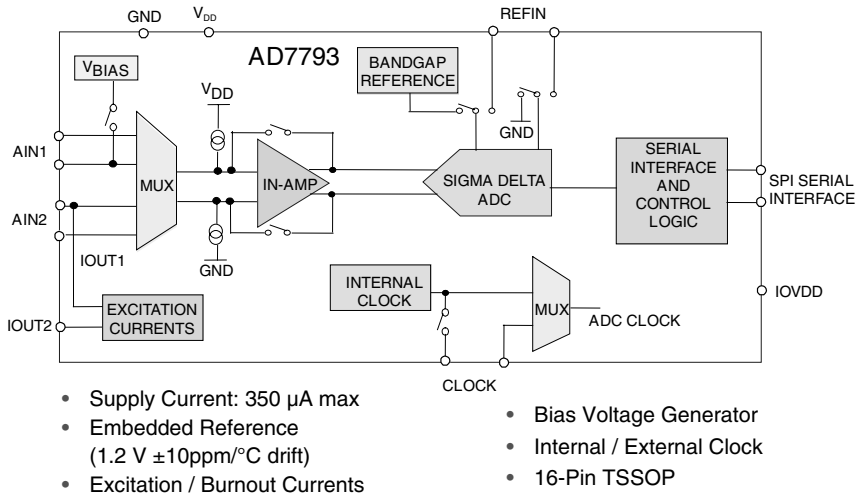 GND
VDD
REFIN
AD7793
VBIAS
VDD
BANDGAP
REFERENCE
GND
AIN1
MUX
IN-AMP
SIGMA DELTA
ADC
SERIAL
INTERFACE
AND
CONTROL
LOGIC
SPI SERIAL
INTERFACE
AIN2
IOUT1
GND
INTERNAL
CLOCK
MUX
ADC CLOCK
IOVDD
EXCITATION
CURRENTS
IOUT2
CLOCK
• Supply Current: 350 µA max
• Embedded Reference
(1.2 V ±10ppm/°C drift)
• Excitation / Burnout Currents
• Bias Voltage Generator
• Internal / External Clock
• 16-Pin TSSOP